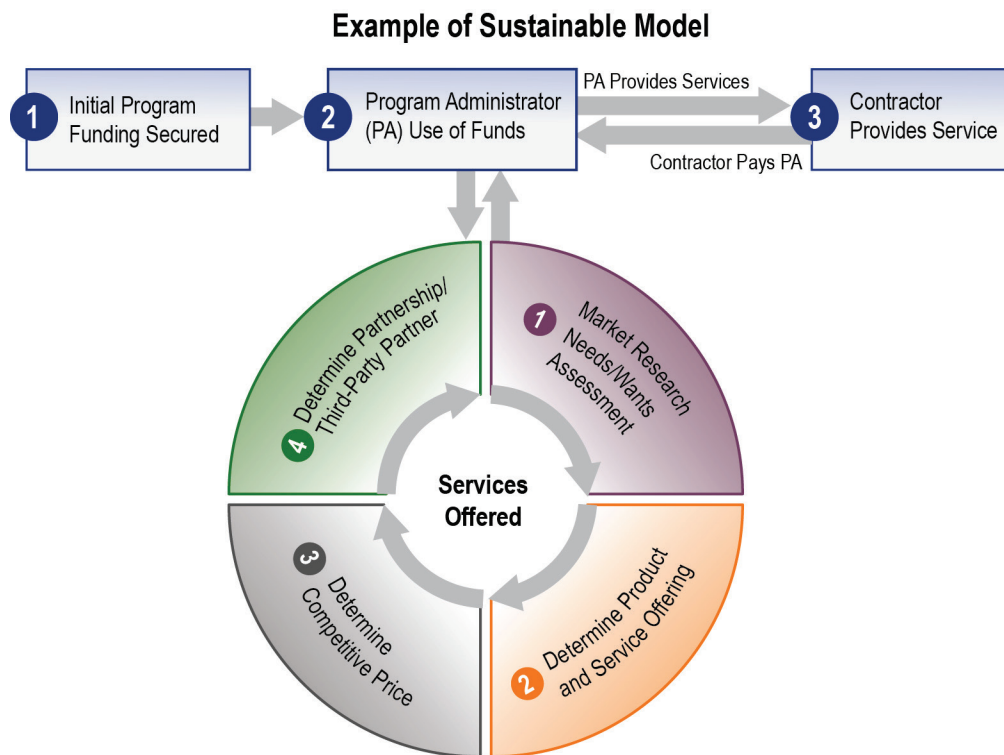 Example of Sustainable Model
1
Initial Program
Funding Secured
2
Program Administrator
(PA) Use of Funds
PA Provides Services
Contractor Pays PA
3
Contractor
Provides Service
1
Market Research
Needs/Wants
Assessment
2
Determine Product
and Service Offering
3
Determine
Competitive Price
4
Determine Partnership/
Third-Party Partner
Services
Offered